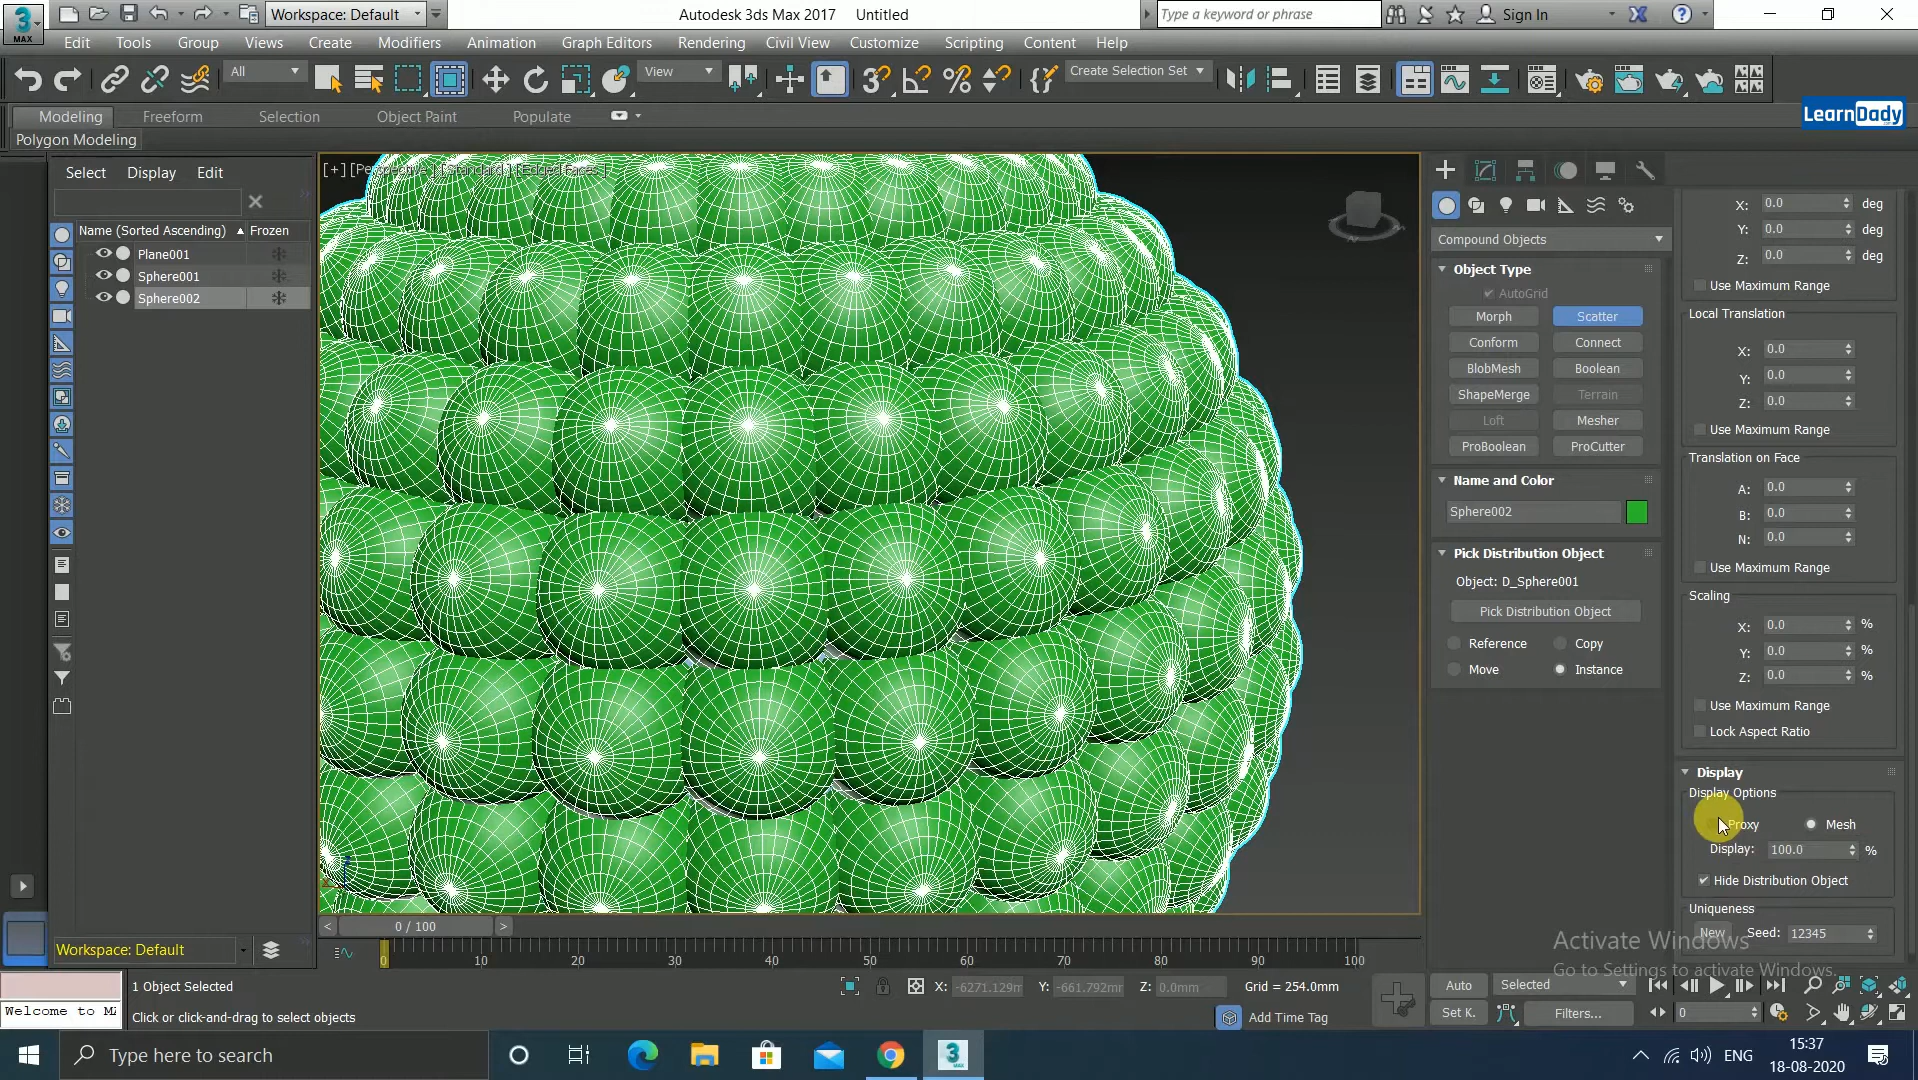 MAX
Workspace: Default
Autodesk 3ds Max 2017 Untitled
Type a keyword or phrase
Sign In
Edit Tools Group Views Create Modifiers Animation Graph Editors Rendering Civil View Customize Scripting Content Help
All
View
Create Selection Set
Modeling Freeform Selection Object Paint Populate
LearnDady
Polygon Modeling
Select Display Edit
Name (Sorted Ascending) Frozen
Plane001
Sphere001
Sphere002
[+] [Perspective] [Standard] [Edged Faces]
Compound Objects
Object Type
AutoGrid
Morph Scatter
Conform Connect
BlobMesh Boolean
ShapeMerge Terrain
Loft Mesher
ProBoolean ProCutter
Name and Color
Sphere002
Pick Distribution Object
Object: D_Sphere001
Pick Distribution Object
Reference Copy
Move Instance
X: 0.0 deg
Y: 0.0 deg
Z: 0.0 deg
Use Maximum Range
Local Translation
X: 0.0
Y: 0.0
Z: 0.0
Use Maximum Range
Translation on Face
A: 0.0
B: 0.0
N: 0.0
Use Maximum Range
Scaling
X: 0.0 %
Y: 0.0 %
Z: 0.0 %
Use Maximum Range
Lock Aspect Ratio
Display
Display Options
Proxy Mesh
Display: 100.0 %
Hide Distribution Object
Uniqueness
New Seed: 12345
Activate Windows
Go to Settings to activate Windows.
< 0 / 100 >
Workspace: Default
0 10 20 30 40 50 60 70 80 90 100
1 Object Selected
X: -6271.129m Y: -661.792mr Z: 0.0mm Grid = 254.0mm
Auto Selected
Welcome to MA
Click or click-and-drag to select objects
Add Time Tag
Set K. Filters...
0
Type here to search
3
ENG
15:37
18-08-2020